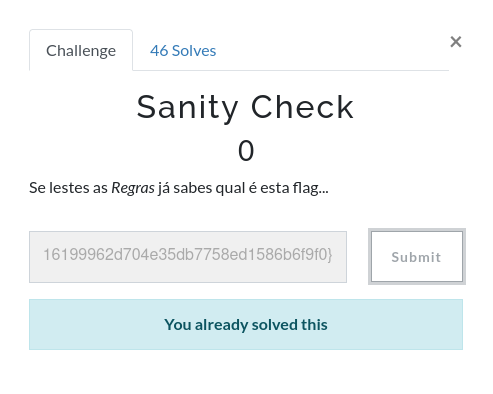 Challenge
46 Solves
×
Sanity Check
0
Se lestes as Regras já sabes qual é esta flag...
16199962d704e35db7758ed1586b6f9f0}
Submit
You already solved this